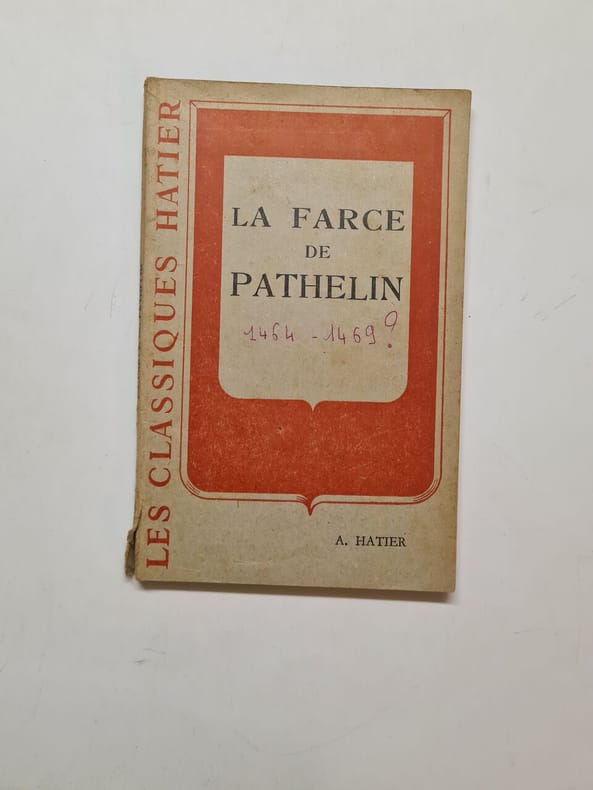 LES CLASSIQUES HATIER
LA FARCE
DE
PATHELIN
1464 - 1469?
A. HATIER